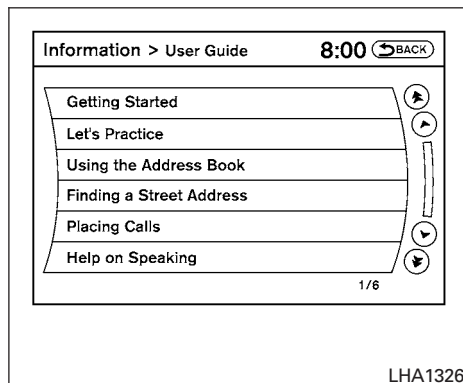 Information > User Guide 8:00 BACK
Getting Started
Let's Practice
Using the Address Book
Finding a Street Address
Placing Calls
Help on Speaking
1/6
LHA1326